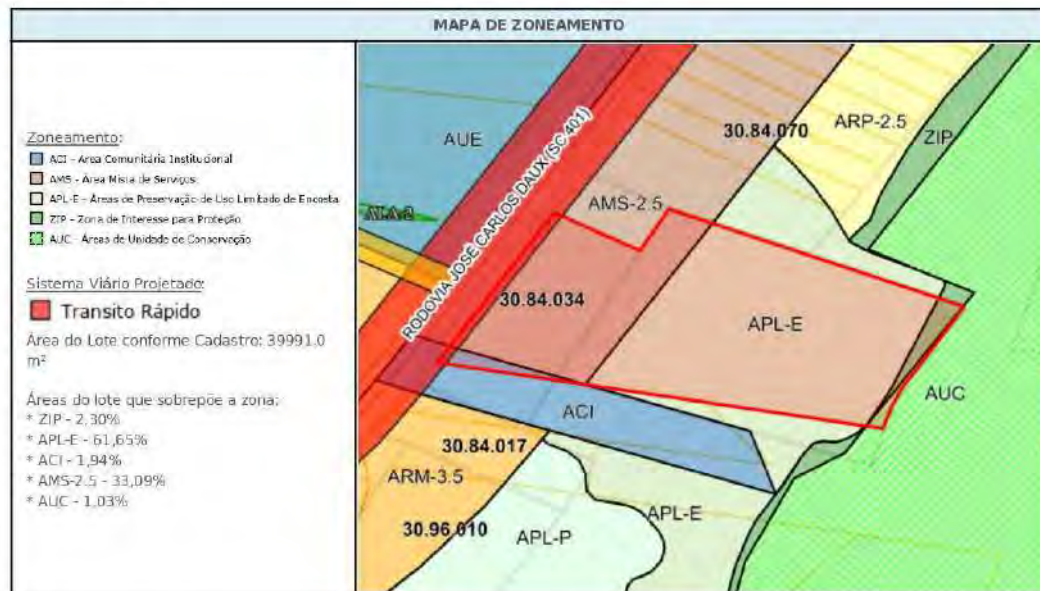 MAPA DE ZONEAMENTO
Zoneamento:
ACI - Área Comunitária Institucional
AMS - Área Mista de Serviços
APL-E - Áreas de Preservação de Uso Limitado de Encosta
ZIP - Zona de Interesse para Proteção
AUC - Áreas de Unidade de Conservação
Sistema Viário Projetado:
Transito Rápido
Área do Lote conforme Cadastro: 39991.0
m²
Áreas do lote que sobrepõe a zona:
* ZIP - 2,30%
* APL-E - 61,65%
* ACI - 1,94%
* AMS-2.5 - 33,09%
* AUC - 1,03%
AUE
ALA-2
RODOVIA JOSÉ CARLOS DAUX (SC-401)
AMS-2.5
30.84.070
ARP-2.5
ZIP
30.84.034
APL-E
AUC
ACI
30.84.017
ARM-3.5
30.96.010
APL-P
APL-E